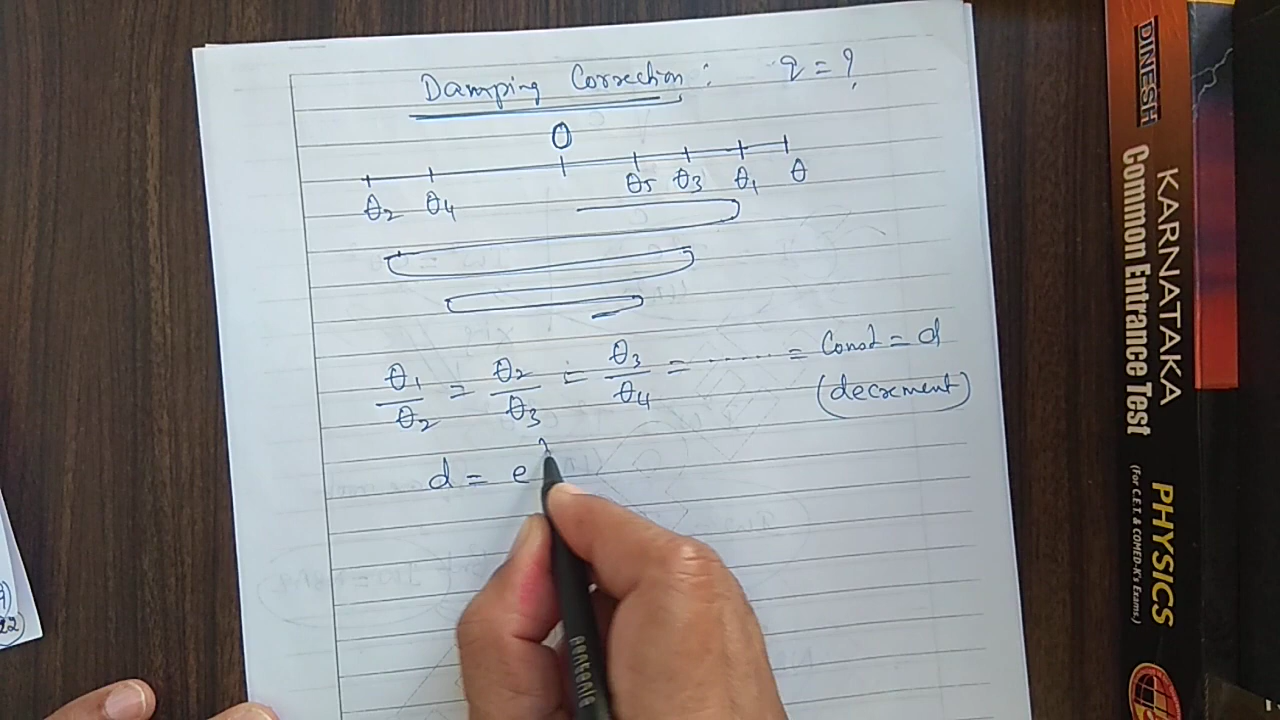 Damping Correction : q = ?
O
θ₂ θ₄ θ₅ θ₃ θ₁ θ
θ₁/θ₂ = θ₂/θ₃ = θ₃/θ₄ = ...... = Const = d
(decrement)
d = e^λ
DINESH
KARNATAKA
Common Entrance Test
(For C.E.T. & COMED-K's Exams.)
PHYSICS
22)